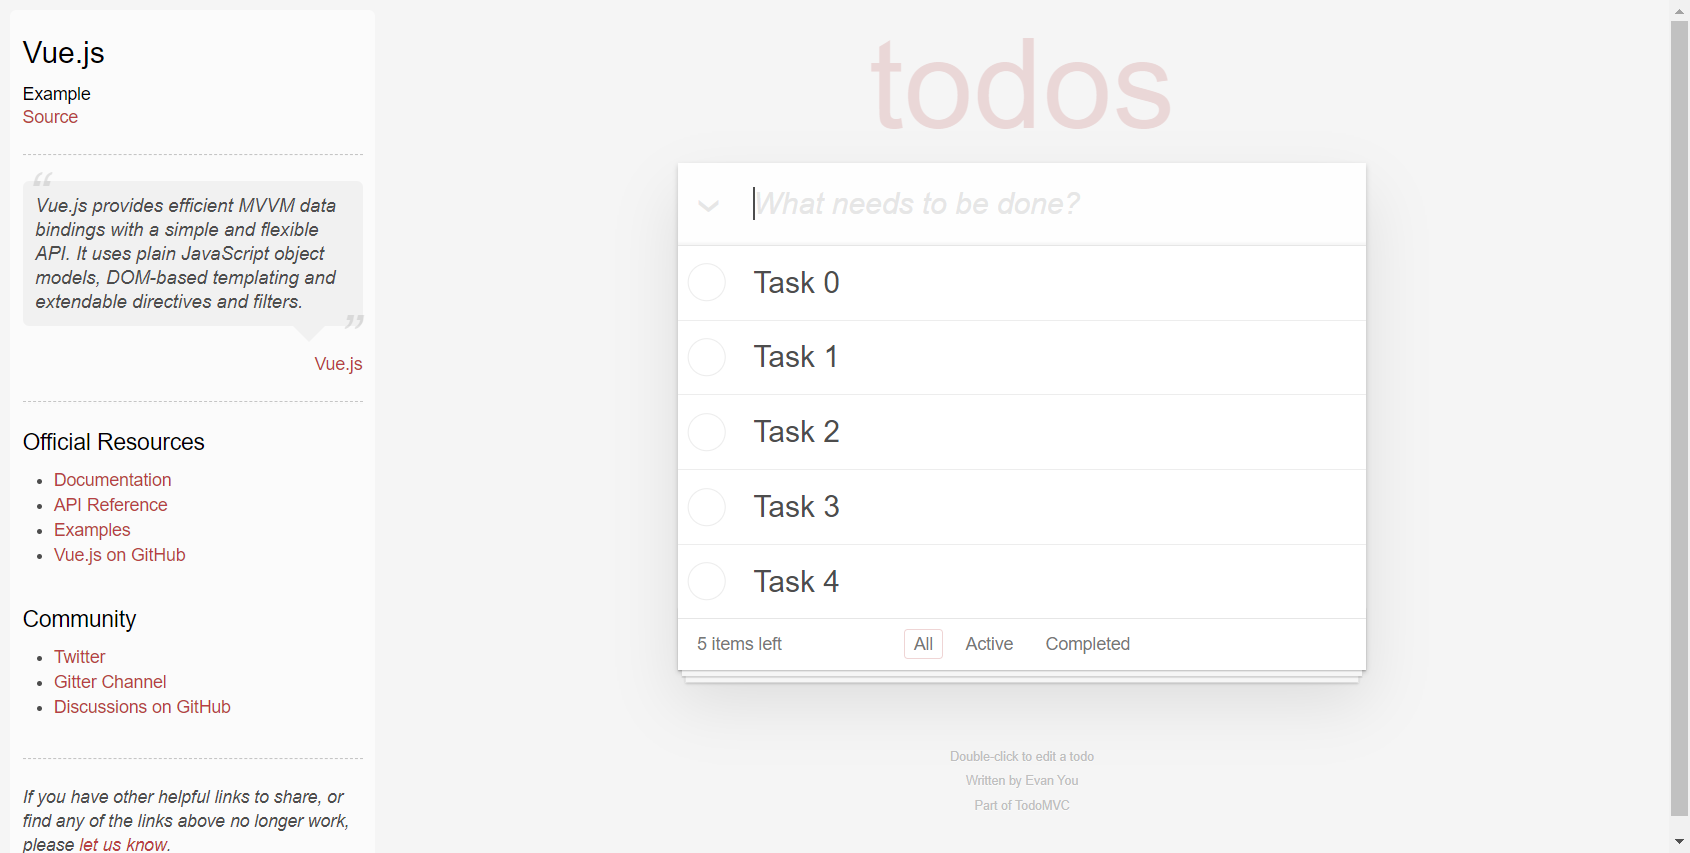 Vue.js
Example
Source
“
Vue.js provides efficient MVVM data
bindings with a simple and flexible
API. It uses plain JavaScript object
models, DOM-based templating and
extendable directives and filters.
”
Vue.js
Official Resources
• Documentation
• API Reference
• Examples
• Vue.js on GitHub
Community
• Twitter
• Gitter Channel
• Discussions on GitHub
If you have other helpful links to share, or
find any of the links above no longer work,
please let us know.
todos
What needs to be done?
Task 0
Task 1
Task 2
Task 3
Task 4
5 items left All Active Completed
Double-click to edit a todo
Written by Evan You
Part of TodoMVC